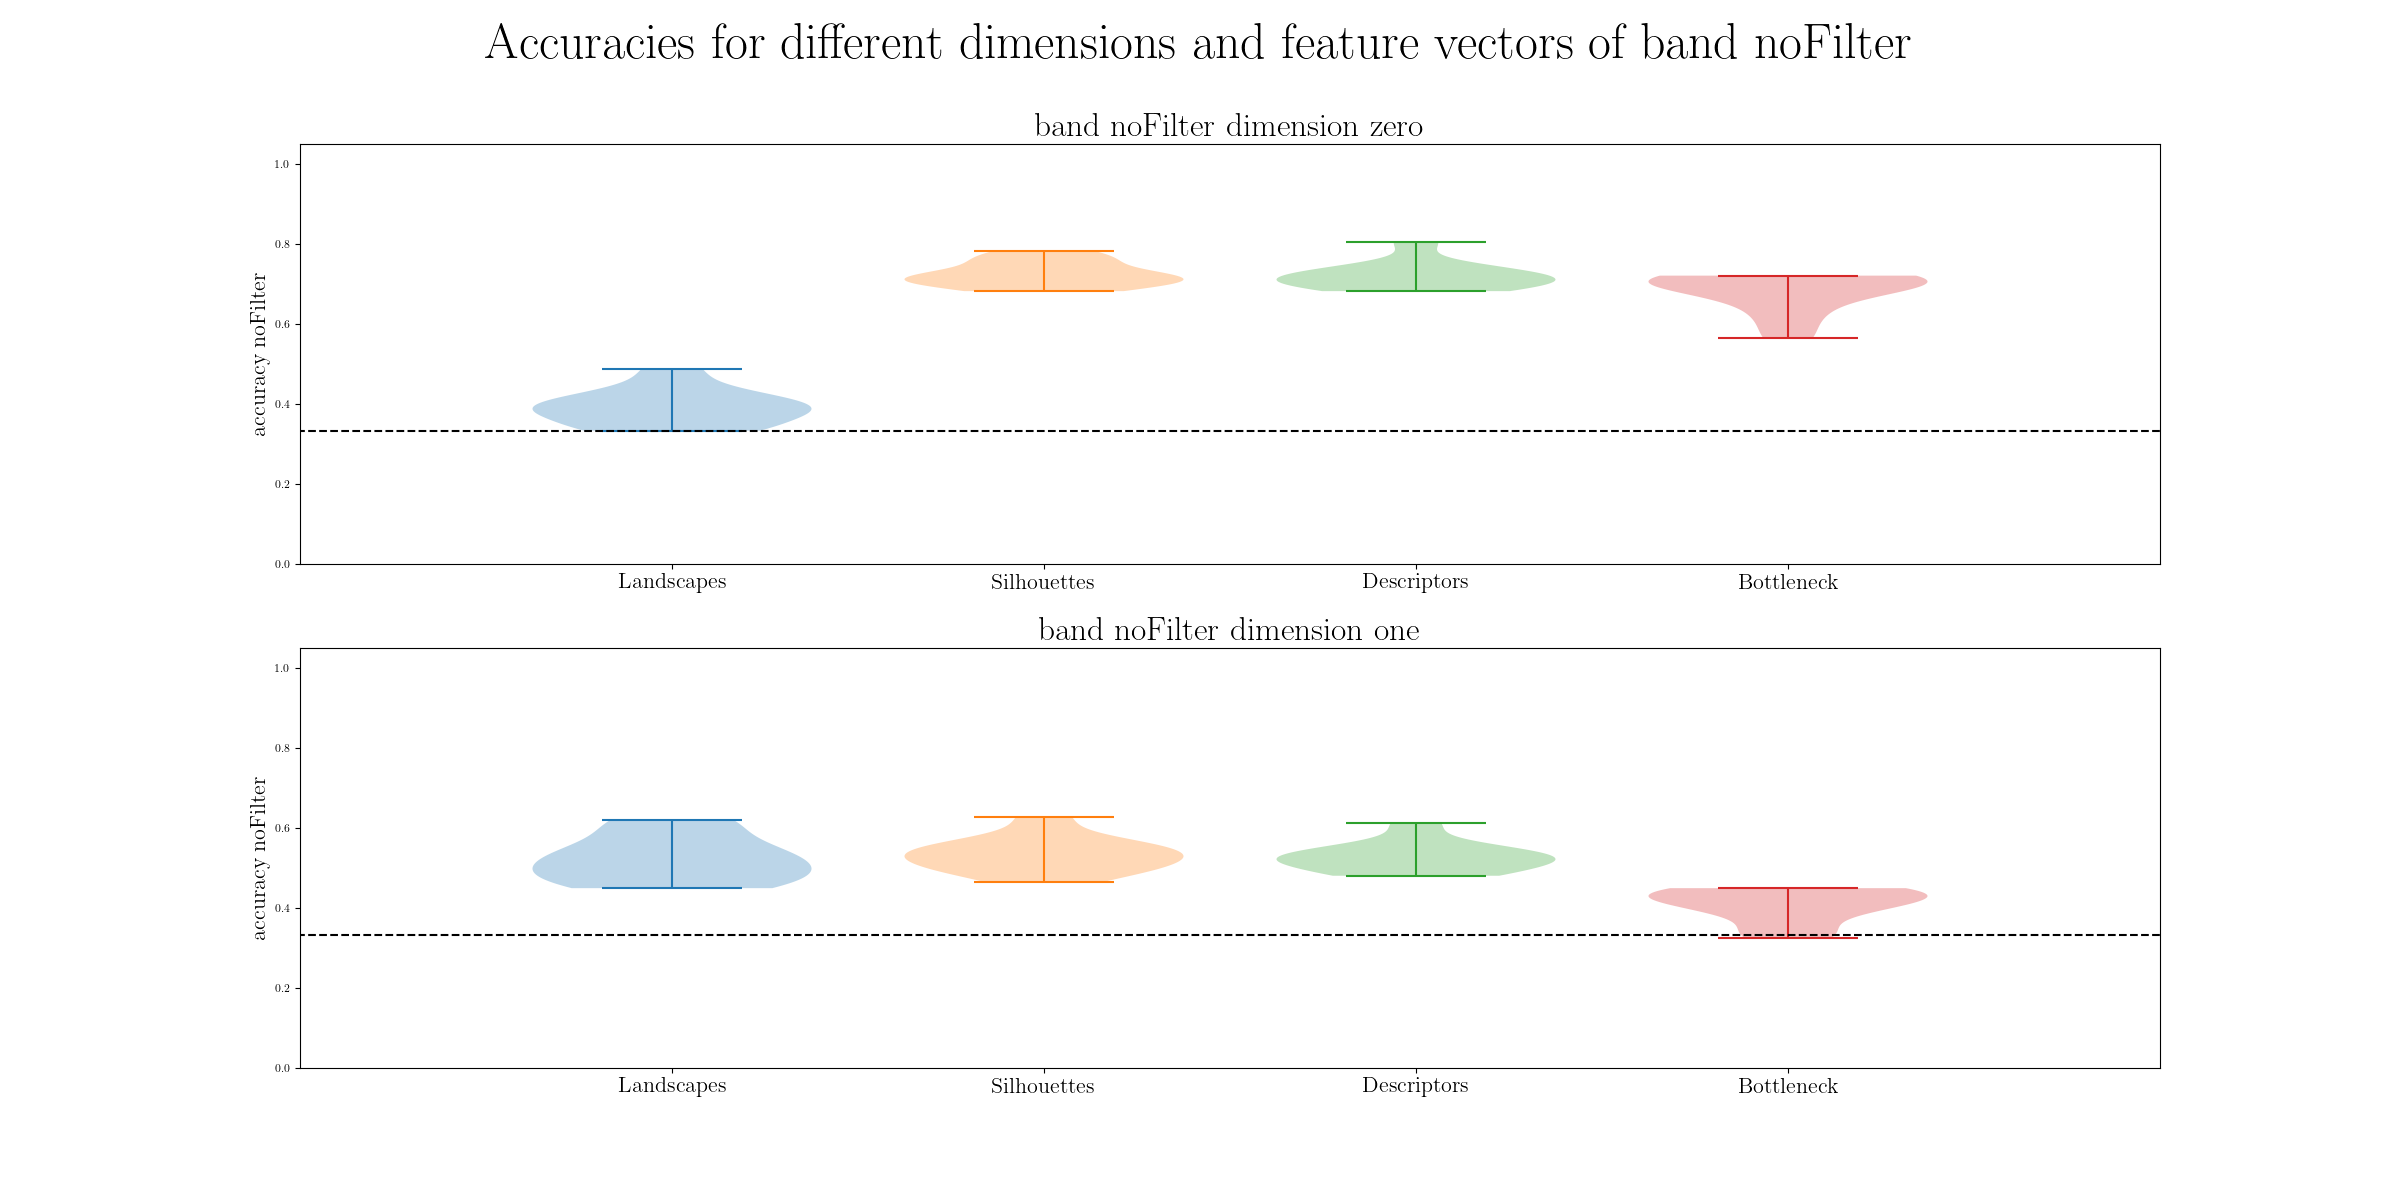 Accuracies for different dimensions and feature vectors of band noFilter
band noFilter dimension zero
accuracy noFilter
1.0
0.8
0.6
0.4
0.2
0.0
Landscapes Silhouettes Descriptors Bottleneck
band noFilter dimension one
accuracy noFilter
1.0
0.8
0.6
0.4
0.2
0.0
Landscapes Silhouettes Descriptors Bottleneck